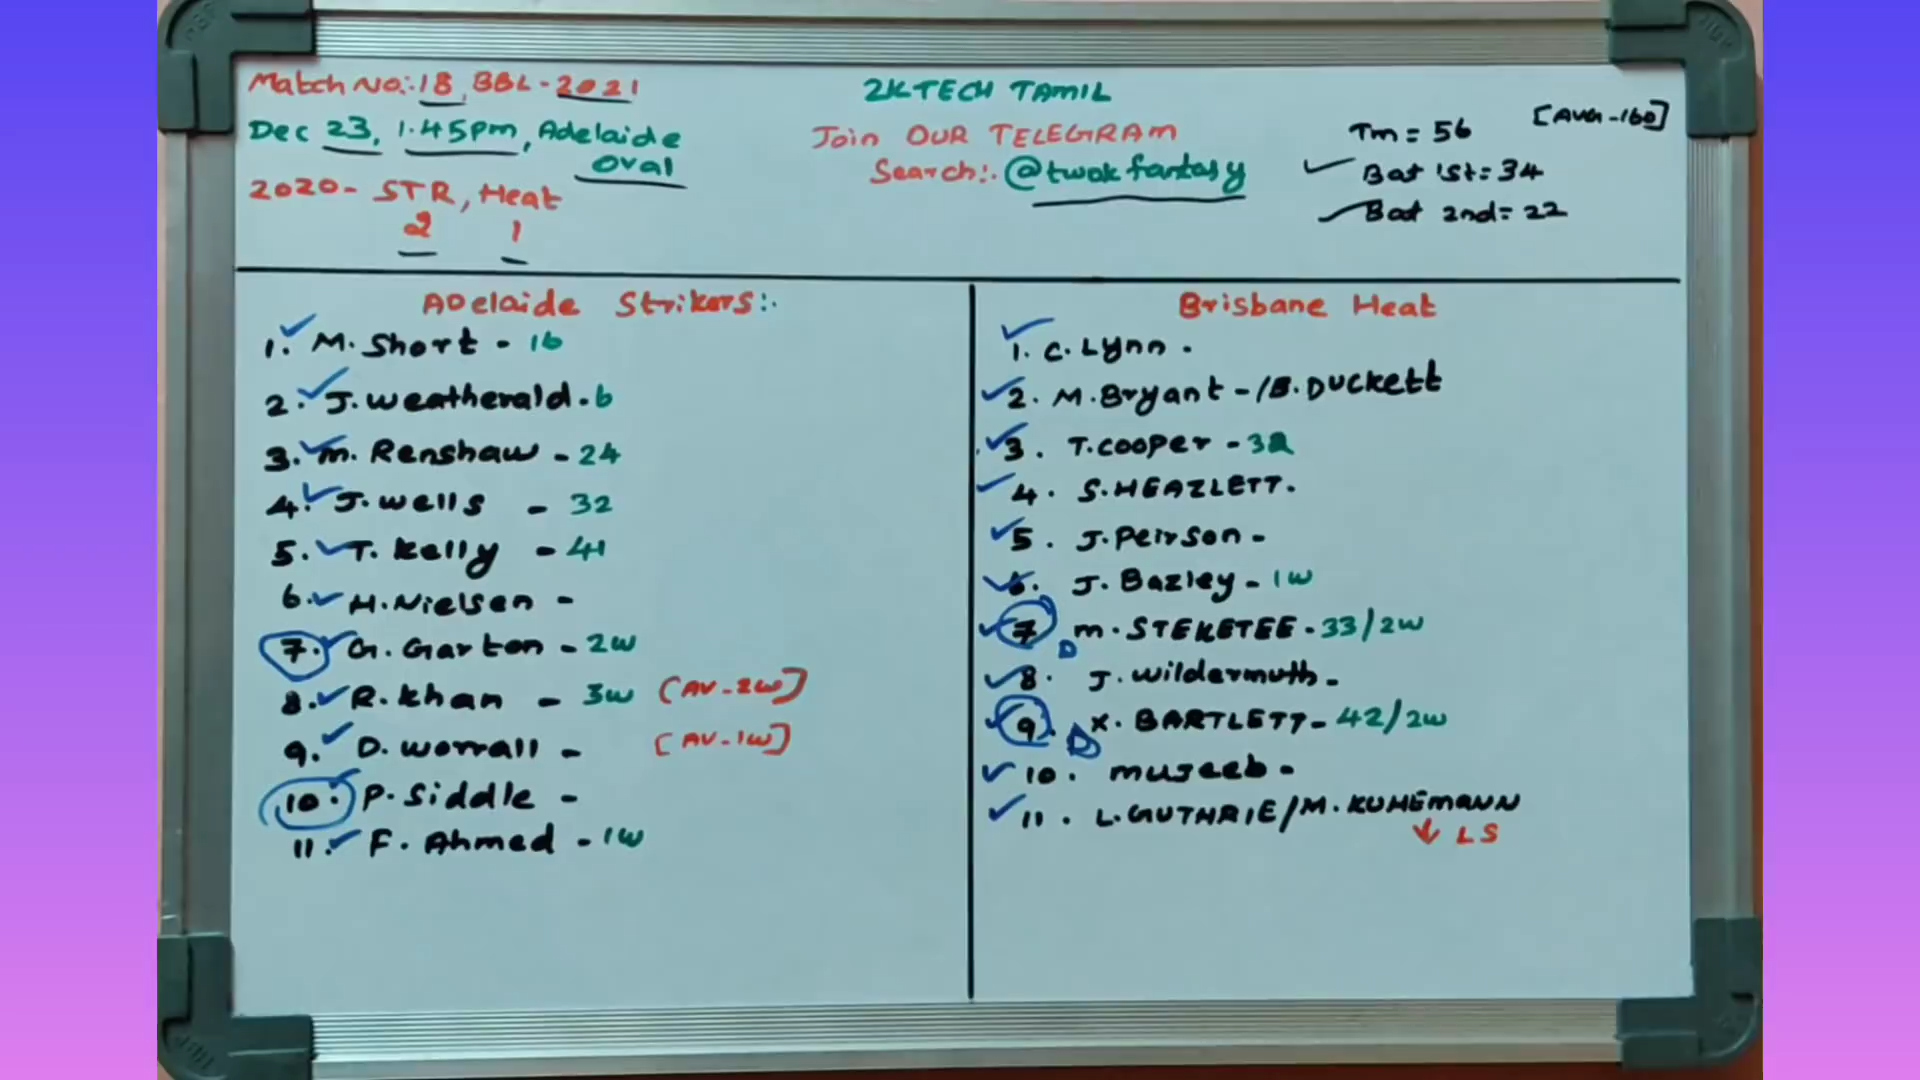 Match No:-18, BBL-2021
Dec 23, 1.45pm, Adelaide
oval
2020- STR, Heat
2 1
2KTECH TAMIL
Join OUR TELEGRAM
Search:. @twokfantasy
[AVG-160]
Tm = 56
Bat 1st = 34
Bat 2nd = 22
Adelaide Strikers:.
1. M. Short - 16
2. J. weatherald . 6
3. M. Renshaw - 24
4. J. wells - 32
5. T. Kelly - 41
6. H. Nielsen -
7. G. Garton - 2w
8. R. Khan - 3w [AV-2w]
9. D. worrall - [AV-1w]
10. P. Siddle -
11. F. Ahmed - 1w
Brisbane Heat
1. C. Lynn .
2. M. Bryant - /B. DUCKETT
3. T. Cooper - 32
4. S. HEAZLETT.
5. J. Peirson -
6. J. Bazley - 1w
7. M. STEKETEE - 33/2w
D
8. J. wildermuth -
9. X. BARTLETT - 42/2w
D
10. mujeeb -
11. L. GUTHRIE/M. KUHEMANN
↓ LS